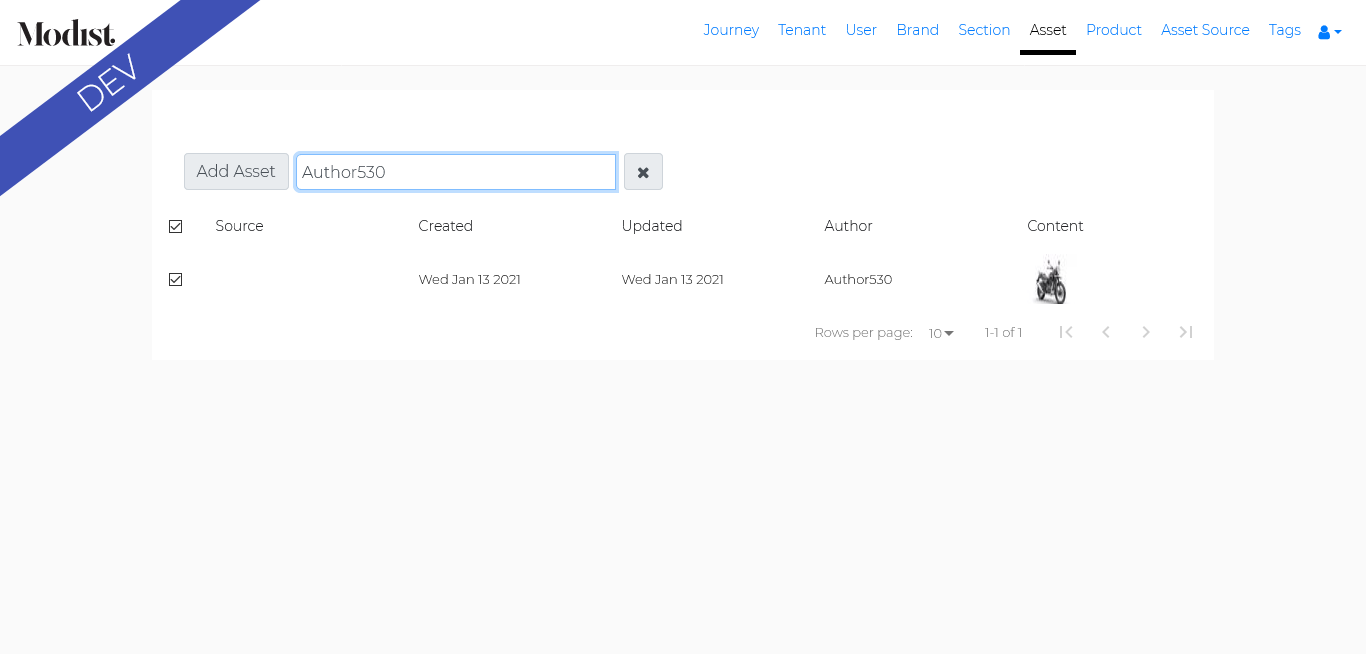 Modist.
Journey Tenant User Brand Section Asset Product Asset Source Tags
DEV
Add Asset Author530
Source Created Updated Author Content
Wed Jan 13 2021 Wed Jan 13 2021 Author530
Rows per page: 10 1-1 of 1